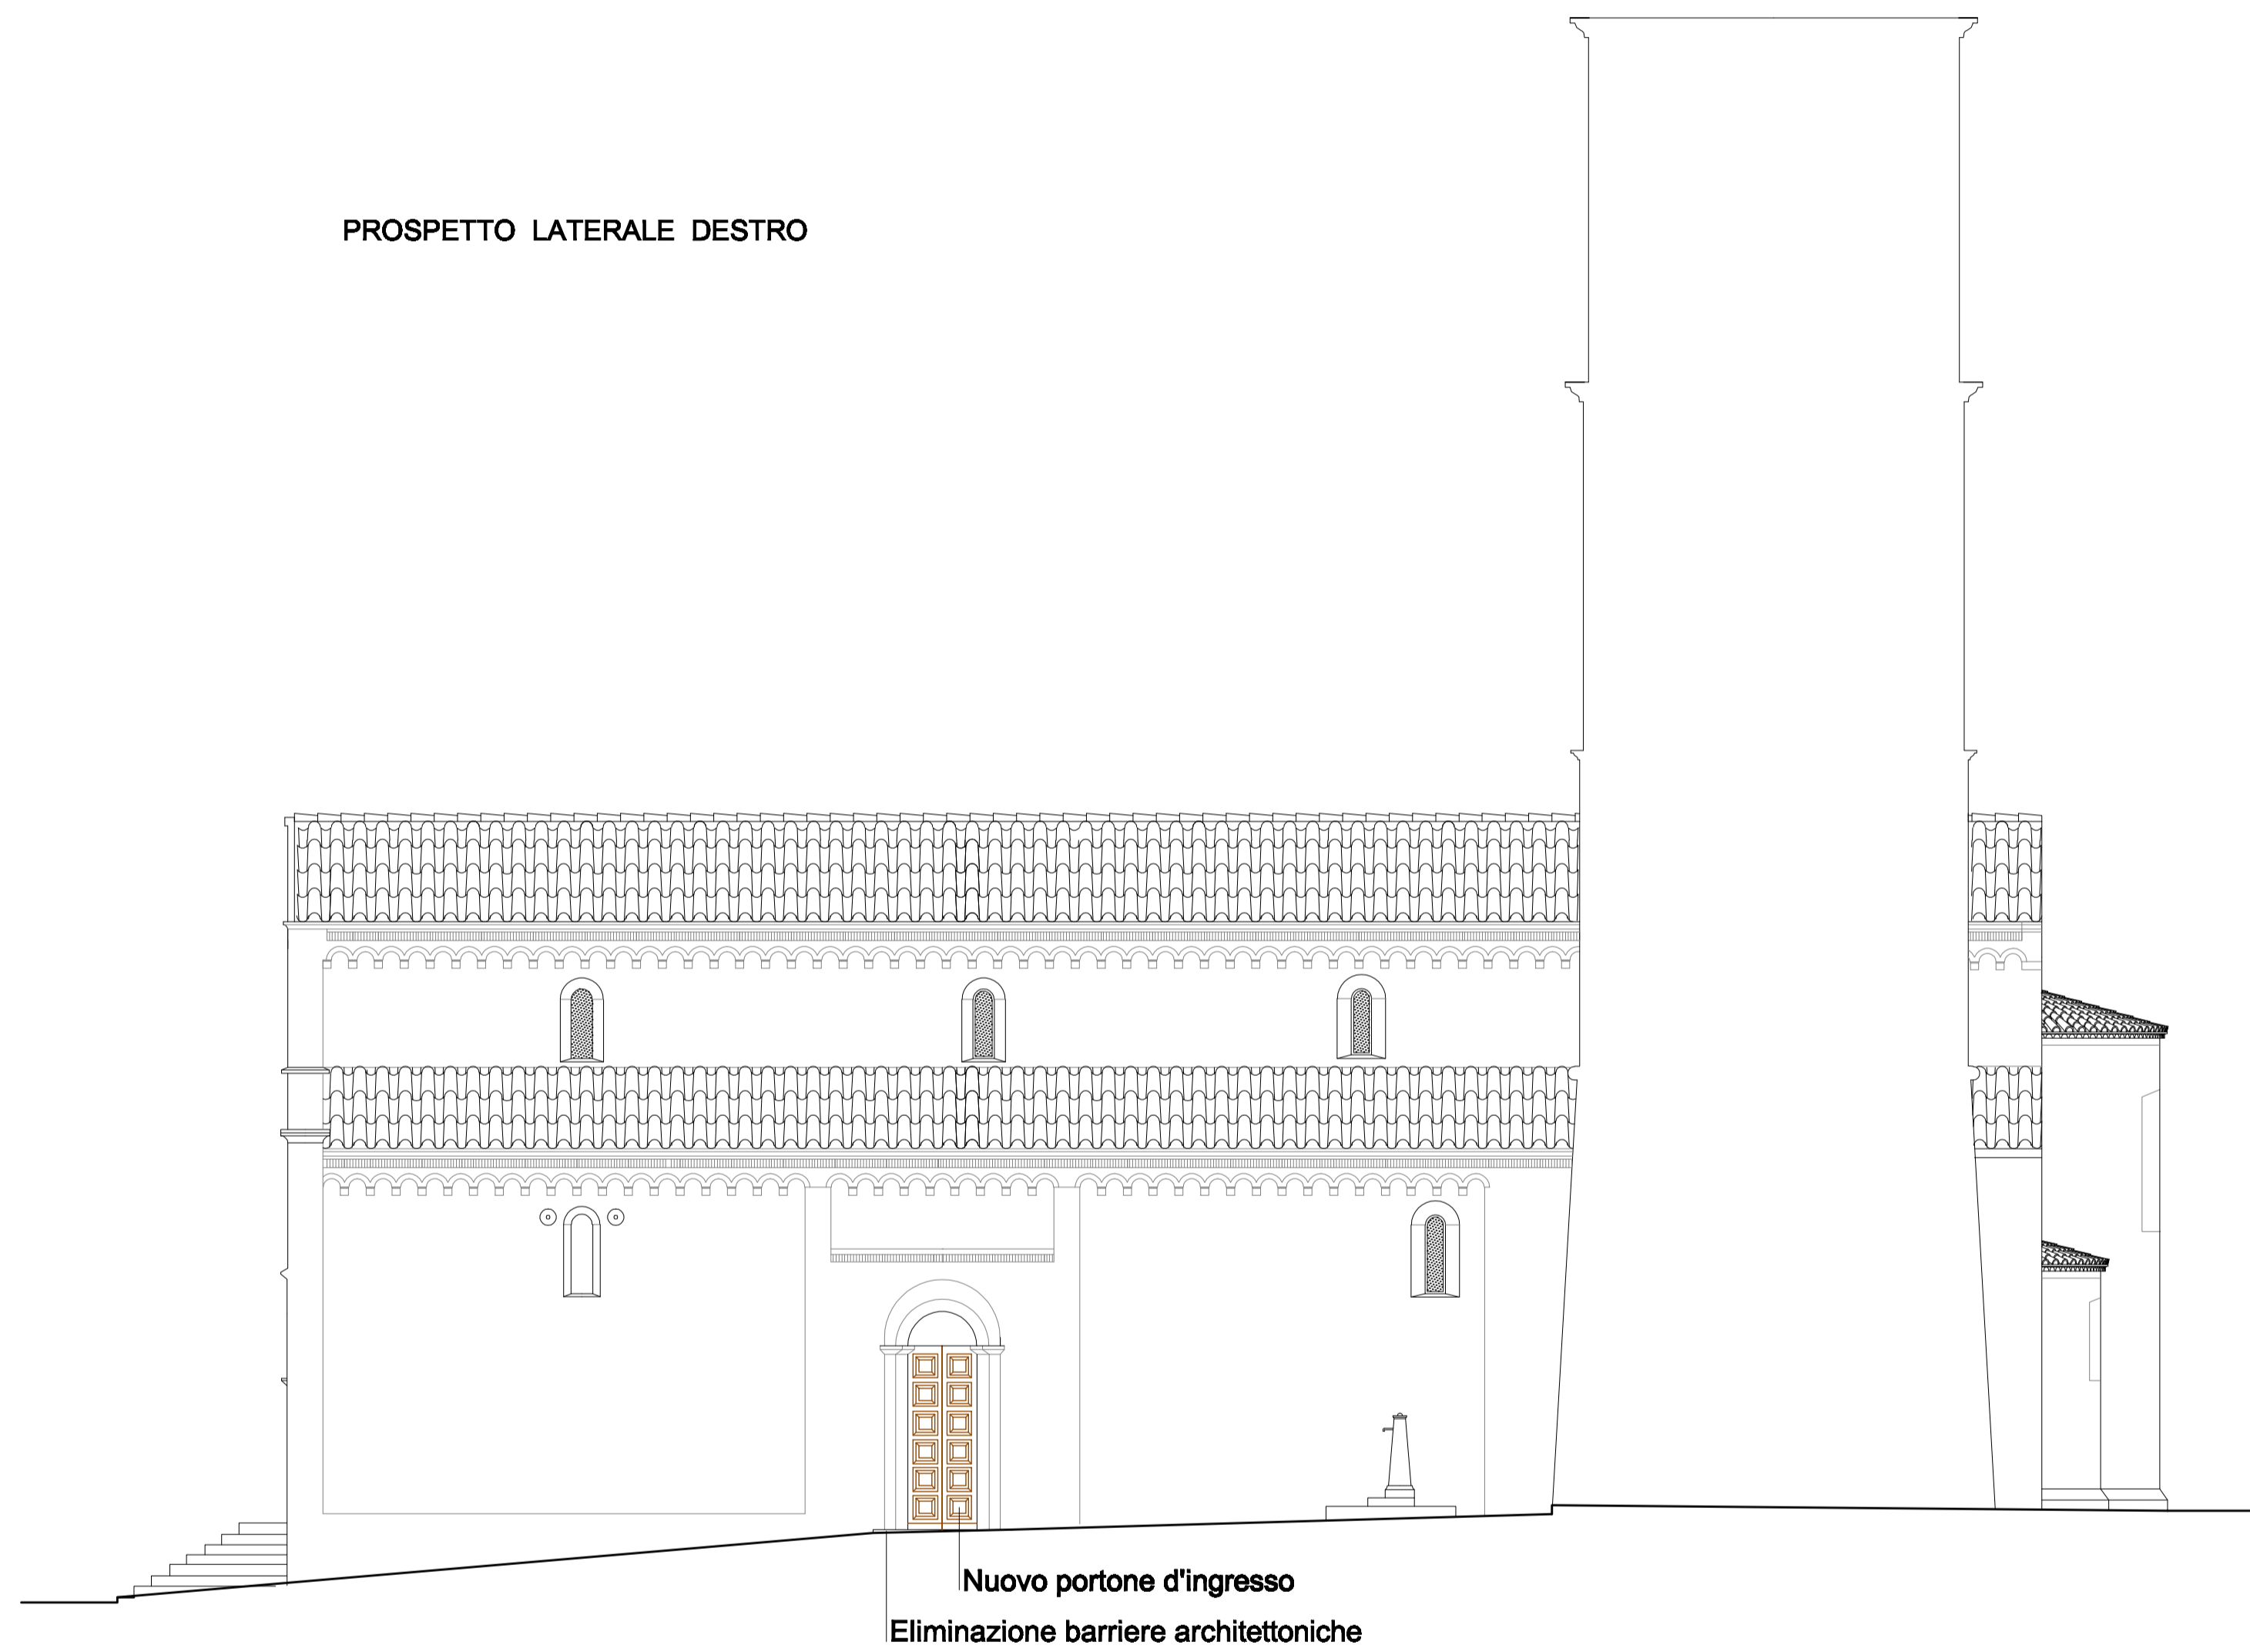 PROSPETTO LATERALE DESTRO
Nuovo portone d'ingresso
Eliminazione barriere architettoniche